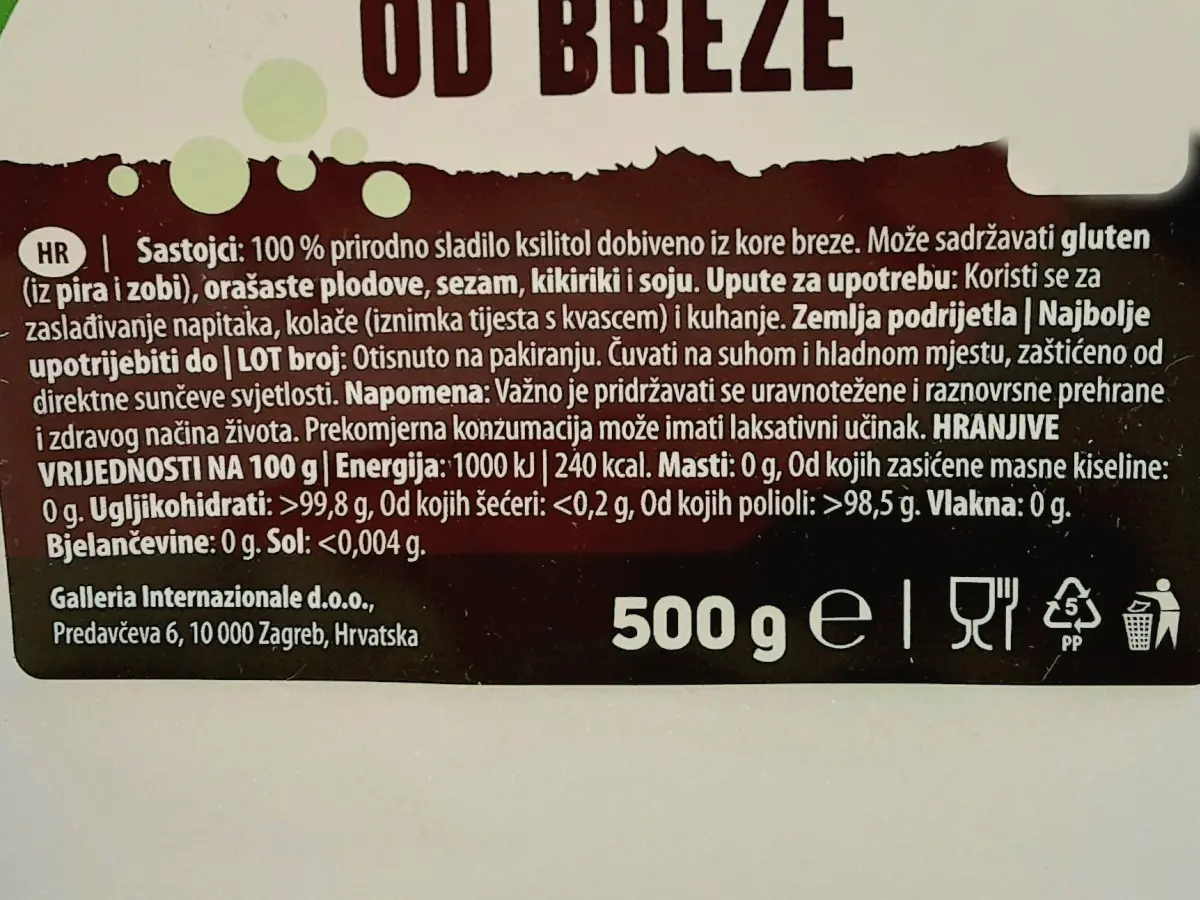 OD BREZE
HR | Sastojci: 100 % prirodno sladilo ksilitol dobiveno iz kore breze. Može sadržavati gluten
(iz pira i zobi), orašaste plodove, sezam, kikiriki i soju. Upute za upotrebu: Koristi se za
zaslađivanje napitaka, kolače (iznimka tijesta s kvascem) i kuhanje. Zemlja podrijetla | Najbolje
upotrijebiti do | LOT broj: Otisnuto na pakiranju. Čuvati na suhom i hladnom mjestu, zaštićeno od
direktne sunčeve svjetlosti. Napomena: Važno je pridržavati se uravnotežene i raznovrsne prehrane
i zdravog načina života. Prekomjerna konzumacija može imati laksativni učinak. HRANJIVE
VRIJEDNOSTI NA 100 g | Energija: 1000 kJ | 240 kcal. Masti: 0 g, Od kojih zasićene masne kiseline:
0 g. Ugljikohidrati: >99,8 g, Od kojih šećeri: <0,2 g, Od kojih polioli: >98,5 g. Vlakna: 0 g.
Bjelančevine: 0 g. Sol: <0,004 g.
Galleria Internazionale d.o.o.,
Predavčeva 6, 10 000 Zagreb, Hrvatska
500 g ℮ |
5
PP